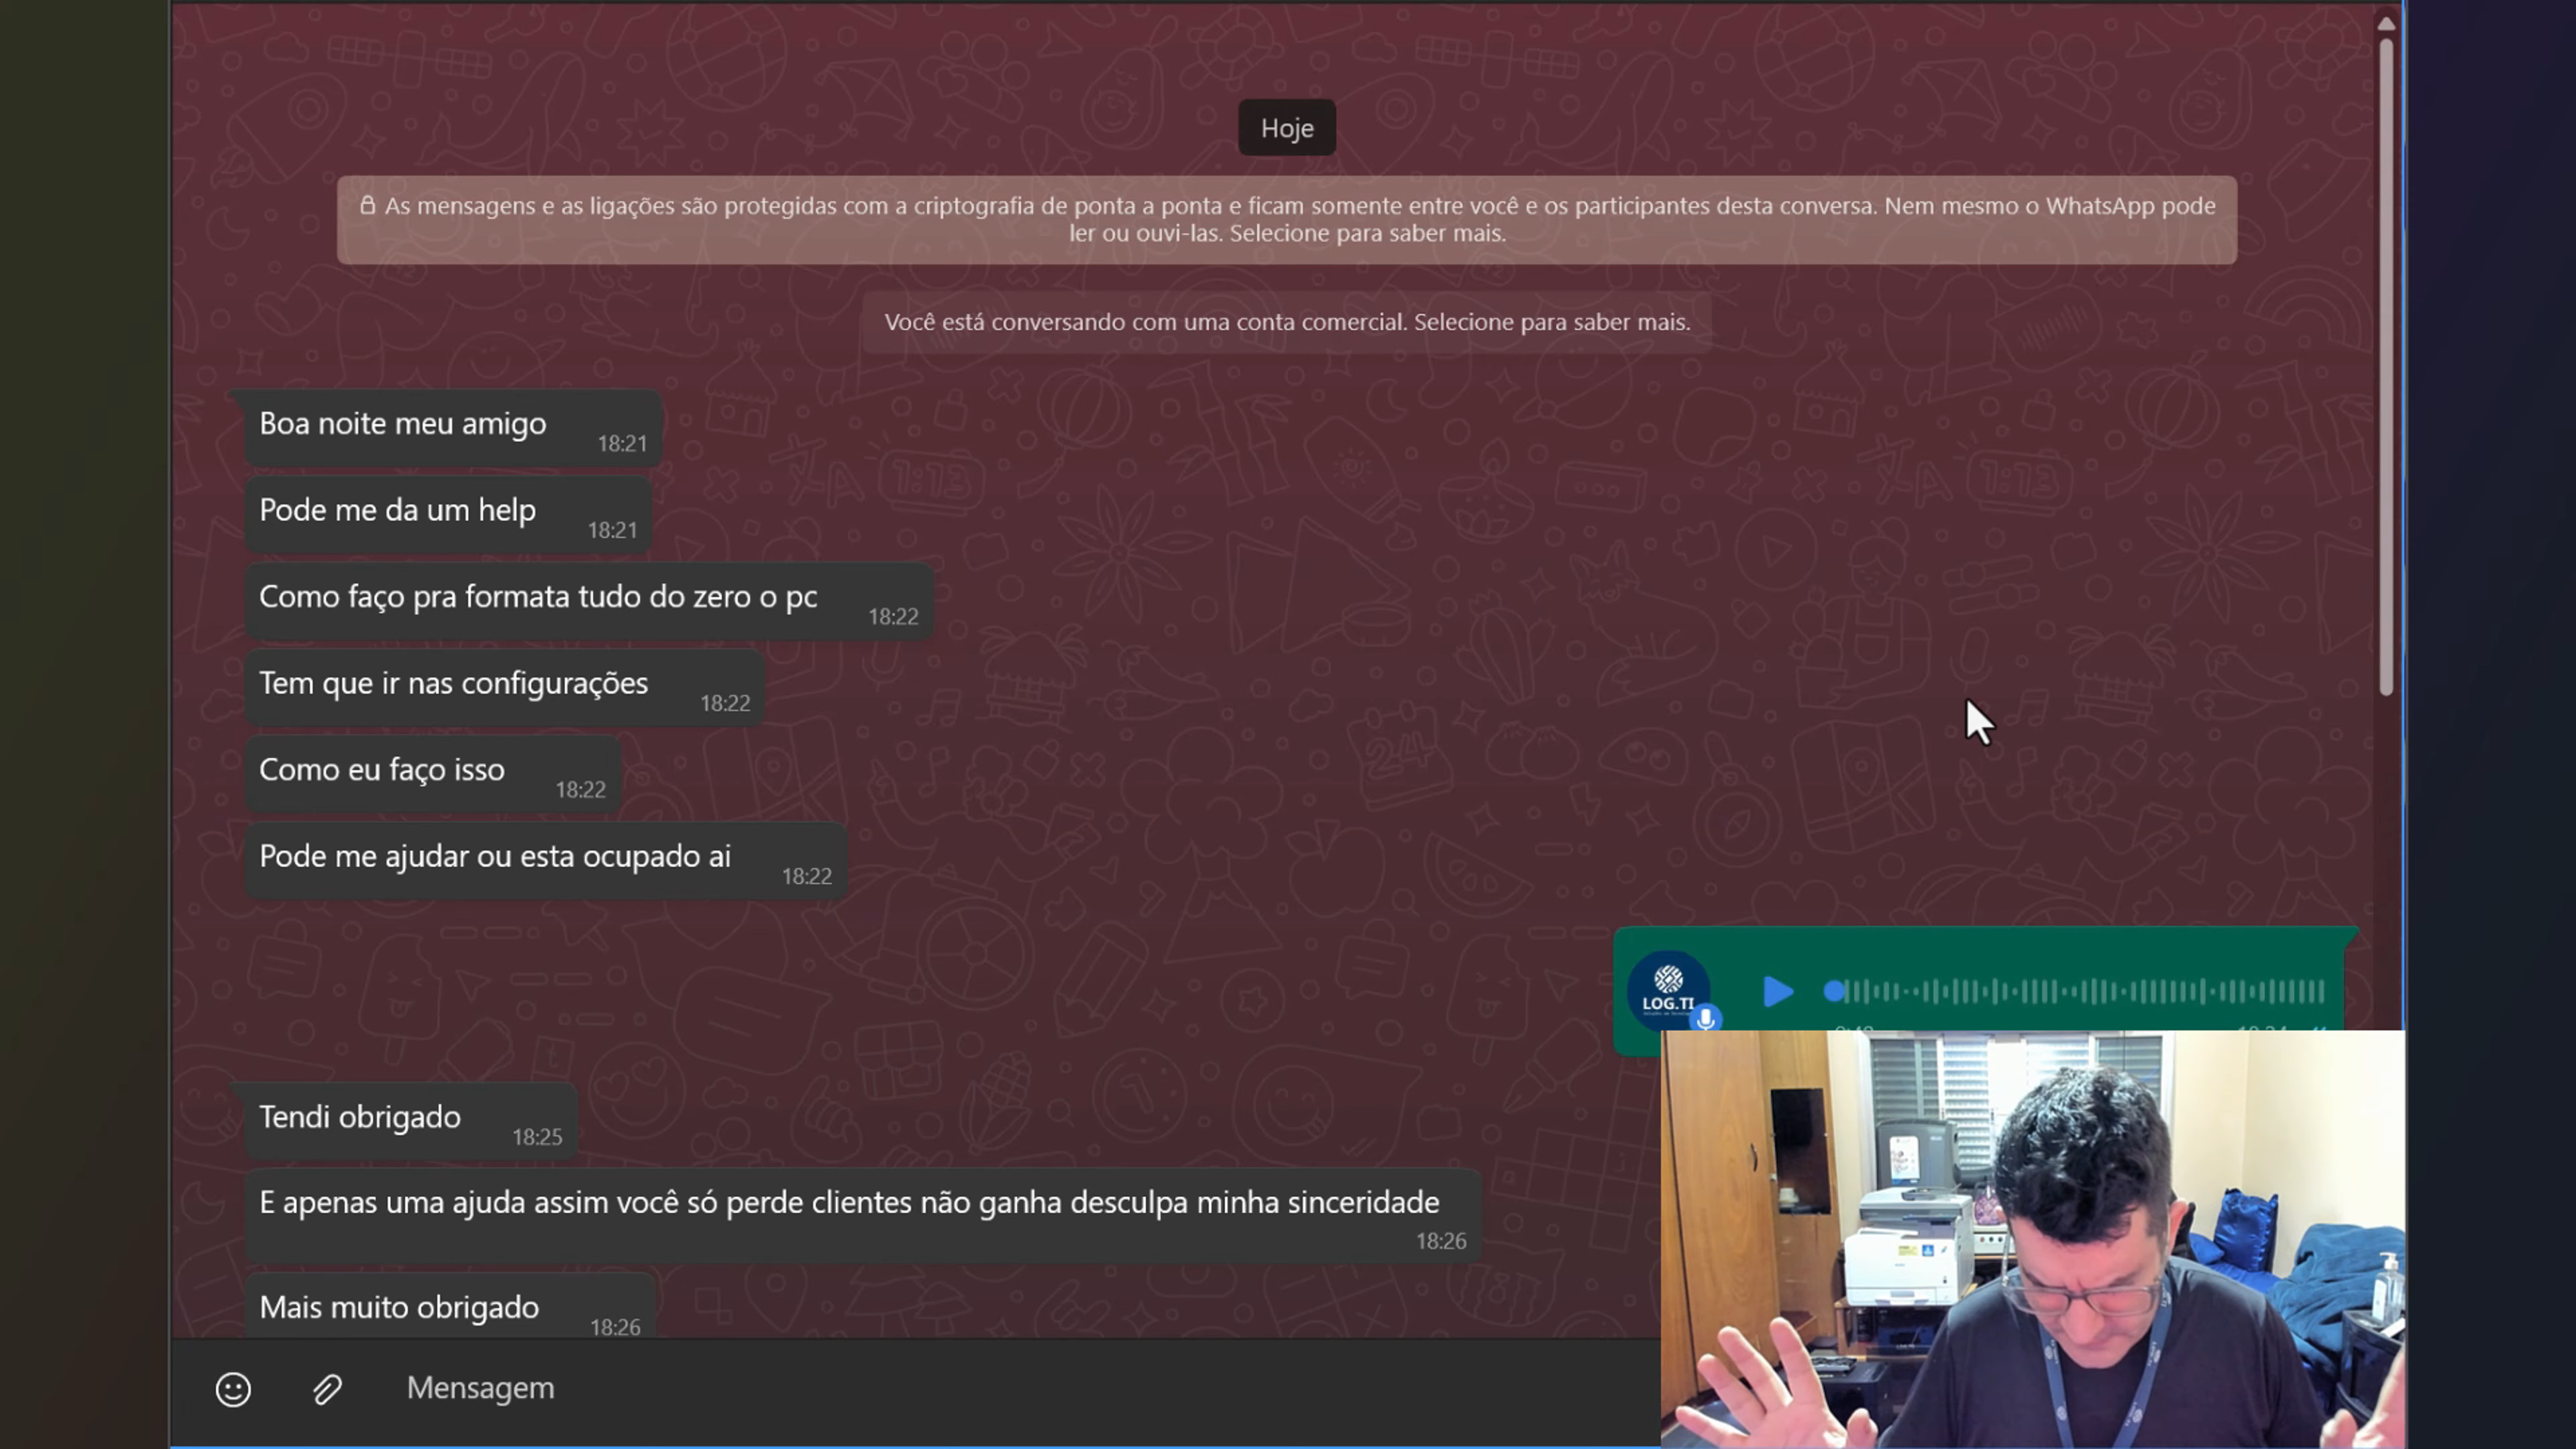 Hoje
As mensagens e as ligações são protegidas com a criptografia de ponta a ponta e ficam somente entre você e os participantes desta conversa. Nem mesmo o WhatsApp pode
ler ou ouvi-las. Selecione para saber mais.
Você está conversando com uma conta comercial. Selecione para saber mais.
Boa noite meu amigo
18:21
Pode me da um help
18:21
Como faço pra formata tudo do zero o pc
18:22
Tem que ir nas configurações
18:22
Como eu faço isso
18:22
Pode me ajudar ou esta ocupado ai
18:22
LOG.TI
Tendi obrigado
18:25
E apenas uma ajuda assim você só perde clientes não ganha desculpa minha sinceridade
18:26
Mais muito obrigado
18:26
Mensagem